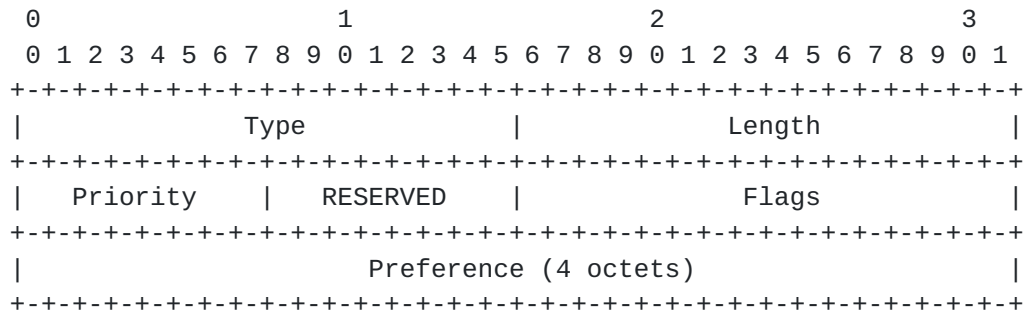 0                   1                   2                   3
 0 1 2 3 4 5 6 7 8 9 0 1 2 3 4 5 6 7 8 9 0 1 2 3 4 5 6 7 8 9 0 1
+-+-+-+-+-+-+-+-+-+-+-+-+-+-+-+-+-+-+-+-+-+-+-+-+-+-+-+-+-+-+-+-+
|              Type             |             Length            |
+-+-+-+-+-+-+-+-+-+-+-+-+-+-+-+-+-+-+-+-+-+-+-+-+-+-+-+-+-+-+-+-+
|   Priority    |   RESERVED    |              Flags            |
+-+-+-+-+-+-+-+-+-+-+-+-+-+-+-+-+-+-+-+-+-+-+-+-+-+-+-+-+-+-+-+-+
|                      Preference (4 octets)                    |
+-+-+-+-+-+-+-+-+-+-+-+-+-+-+-+-+-+-+-+-+-+-+-+-+-+-+-+-+-+-+-+-+